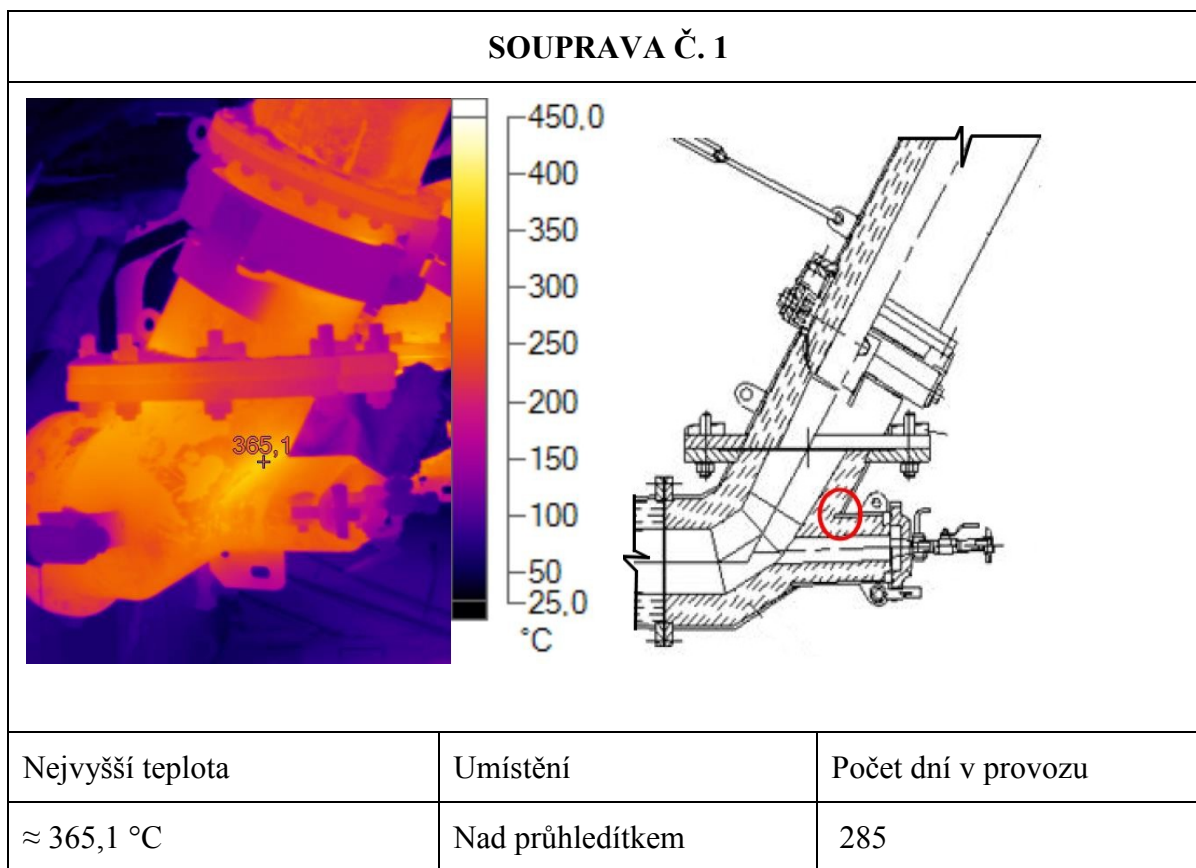 SOUPRAVA Č. 1
450,0
400
350
300
250
200
150
100
50
25,0
°C
365,1
Nejvyšší teplota
Umístění
Počet dní v provozu
≈ 365,1 °C
Nad průhledítkem
285